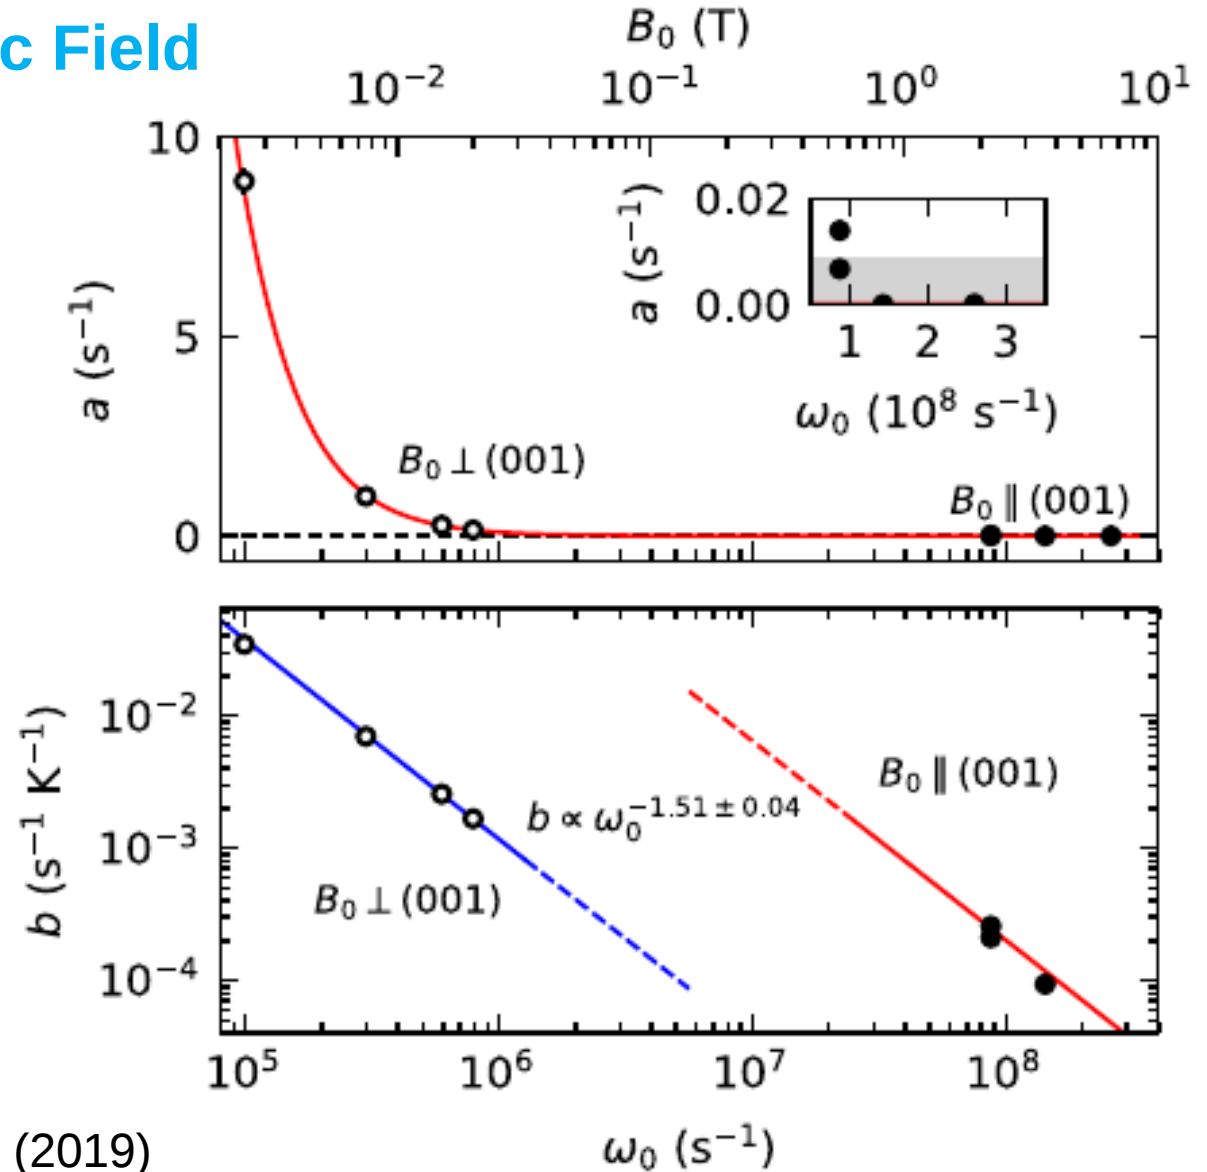 c Field
B₀ (T)
10⁻² 10⁻¹ 10⁰ 10¹
10
5
0
a (s⁻¹)
a (s⁻¹)
0.02
0.00
1 2 3
ω₀ (10⁸ s⁻¹)
B₀ ⊥ (001)
B₀ ∥ (001)
b (s⁻¹ K⁻¹)
10⁻²
10⁻³
10⁻⁴
B₀ ∥ (001)
b ∝ ω₀^−1.51 ± 0.04
B₀ ⊥ (001)
10⁵ 10⁶ 10⁷ 10⁸
ω₀ (s⁻¹)
(2019)